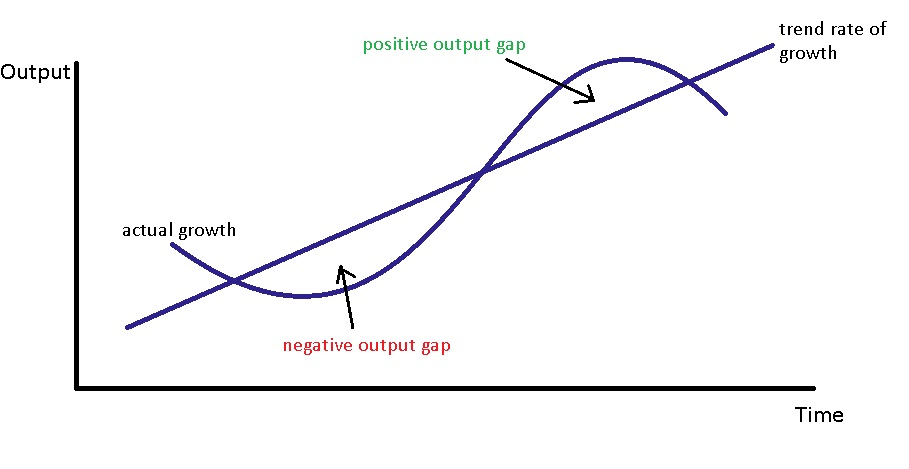 positive output gap
trend rate of
growth
Output
actual growth
negative output gap
Time